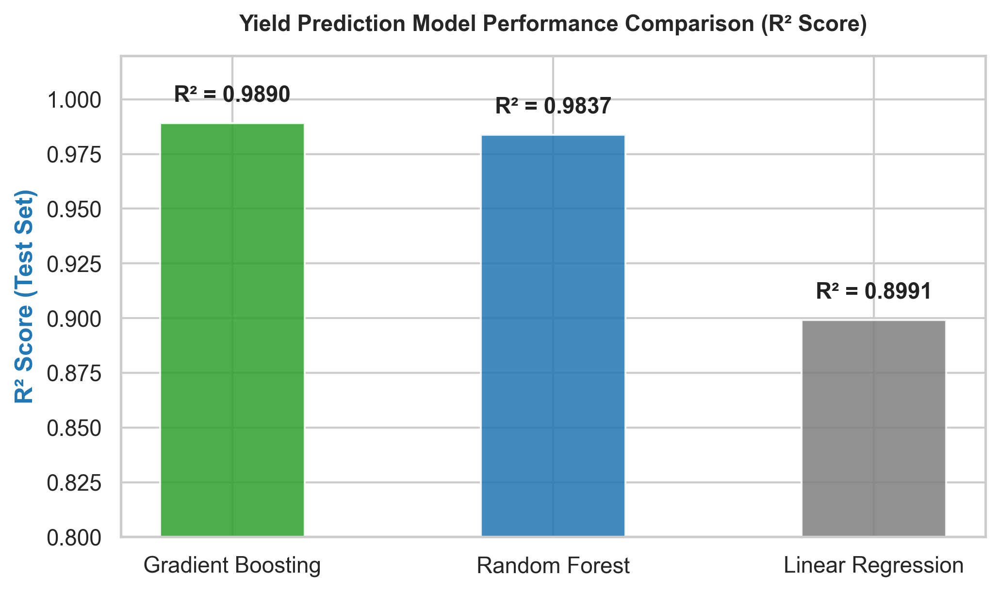 Yield Prediction Model Performance Comparison (R² Score)
R² Score (Test Set)
1.000
0.975
0.950
0.925
0.900
0.875
0.850
0.825
0.800
R² = 0.9890
R² = 0.9837
R² = 0.8991
Gradient Boosting
Random Forest
Linear Regression